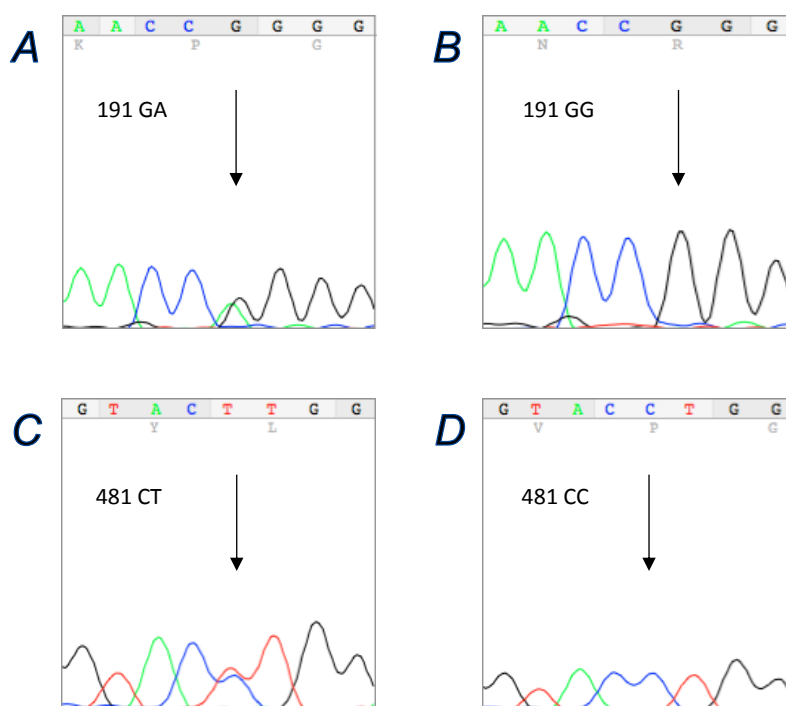 A
A A C C G G G G
K P G
191 GA
B
A A C C G G G
N R
191 GG
C
G T A C T T G G
Y L
481 CT
D
G T A C C T G G
V P G
481 CC